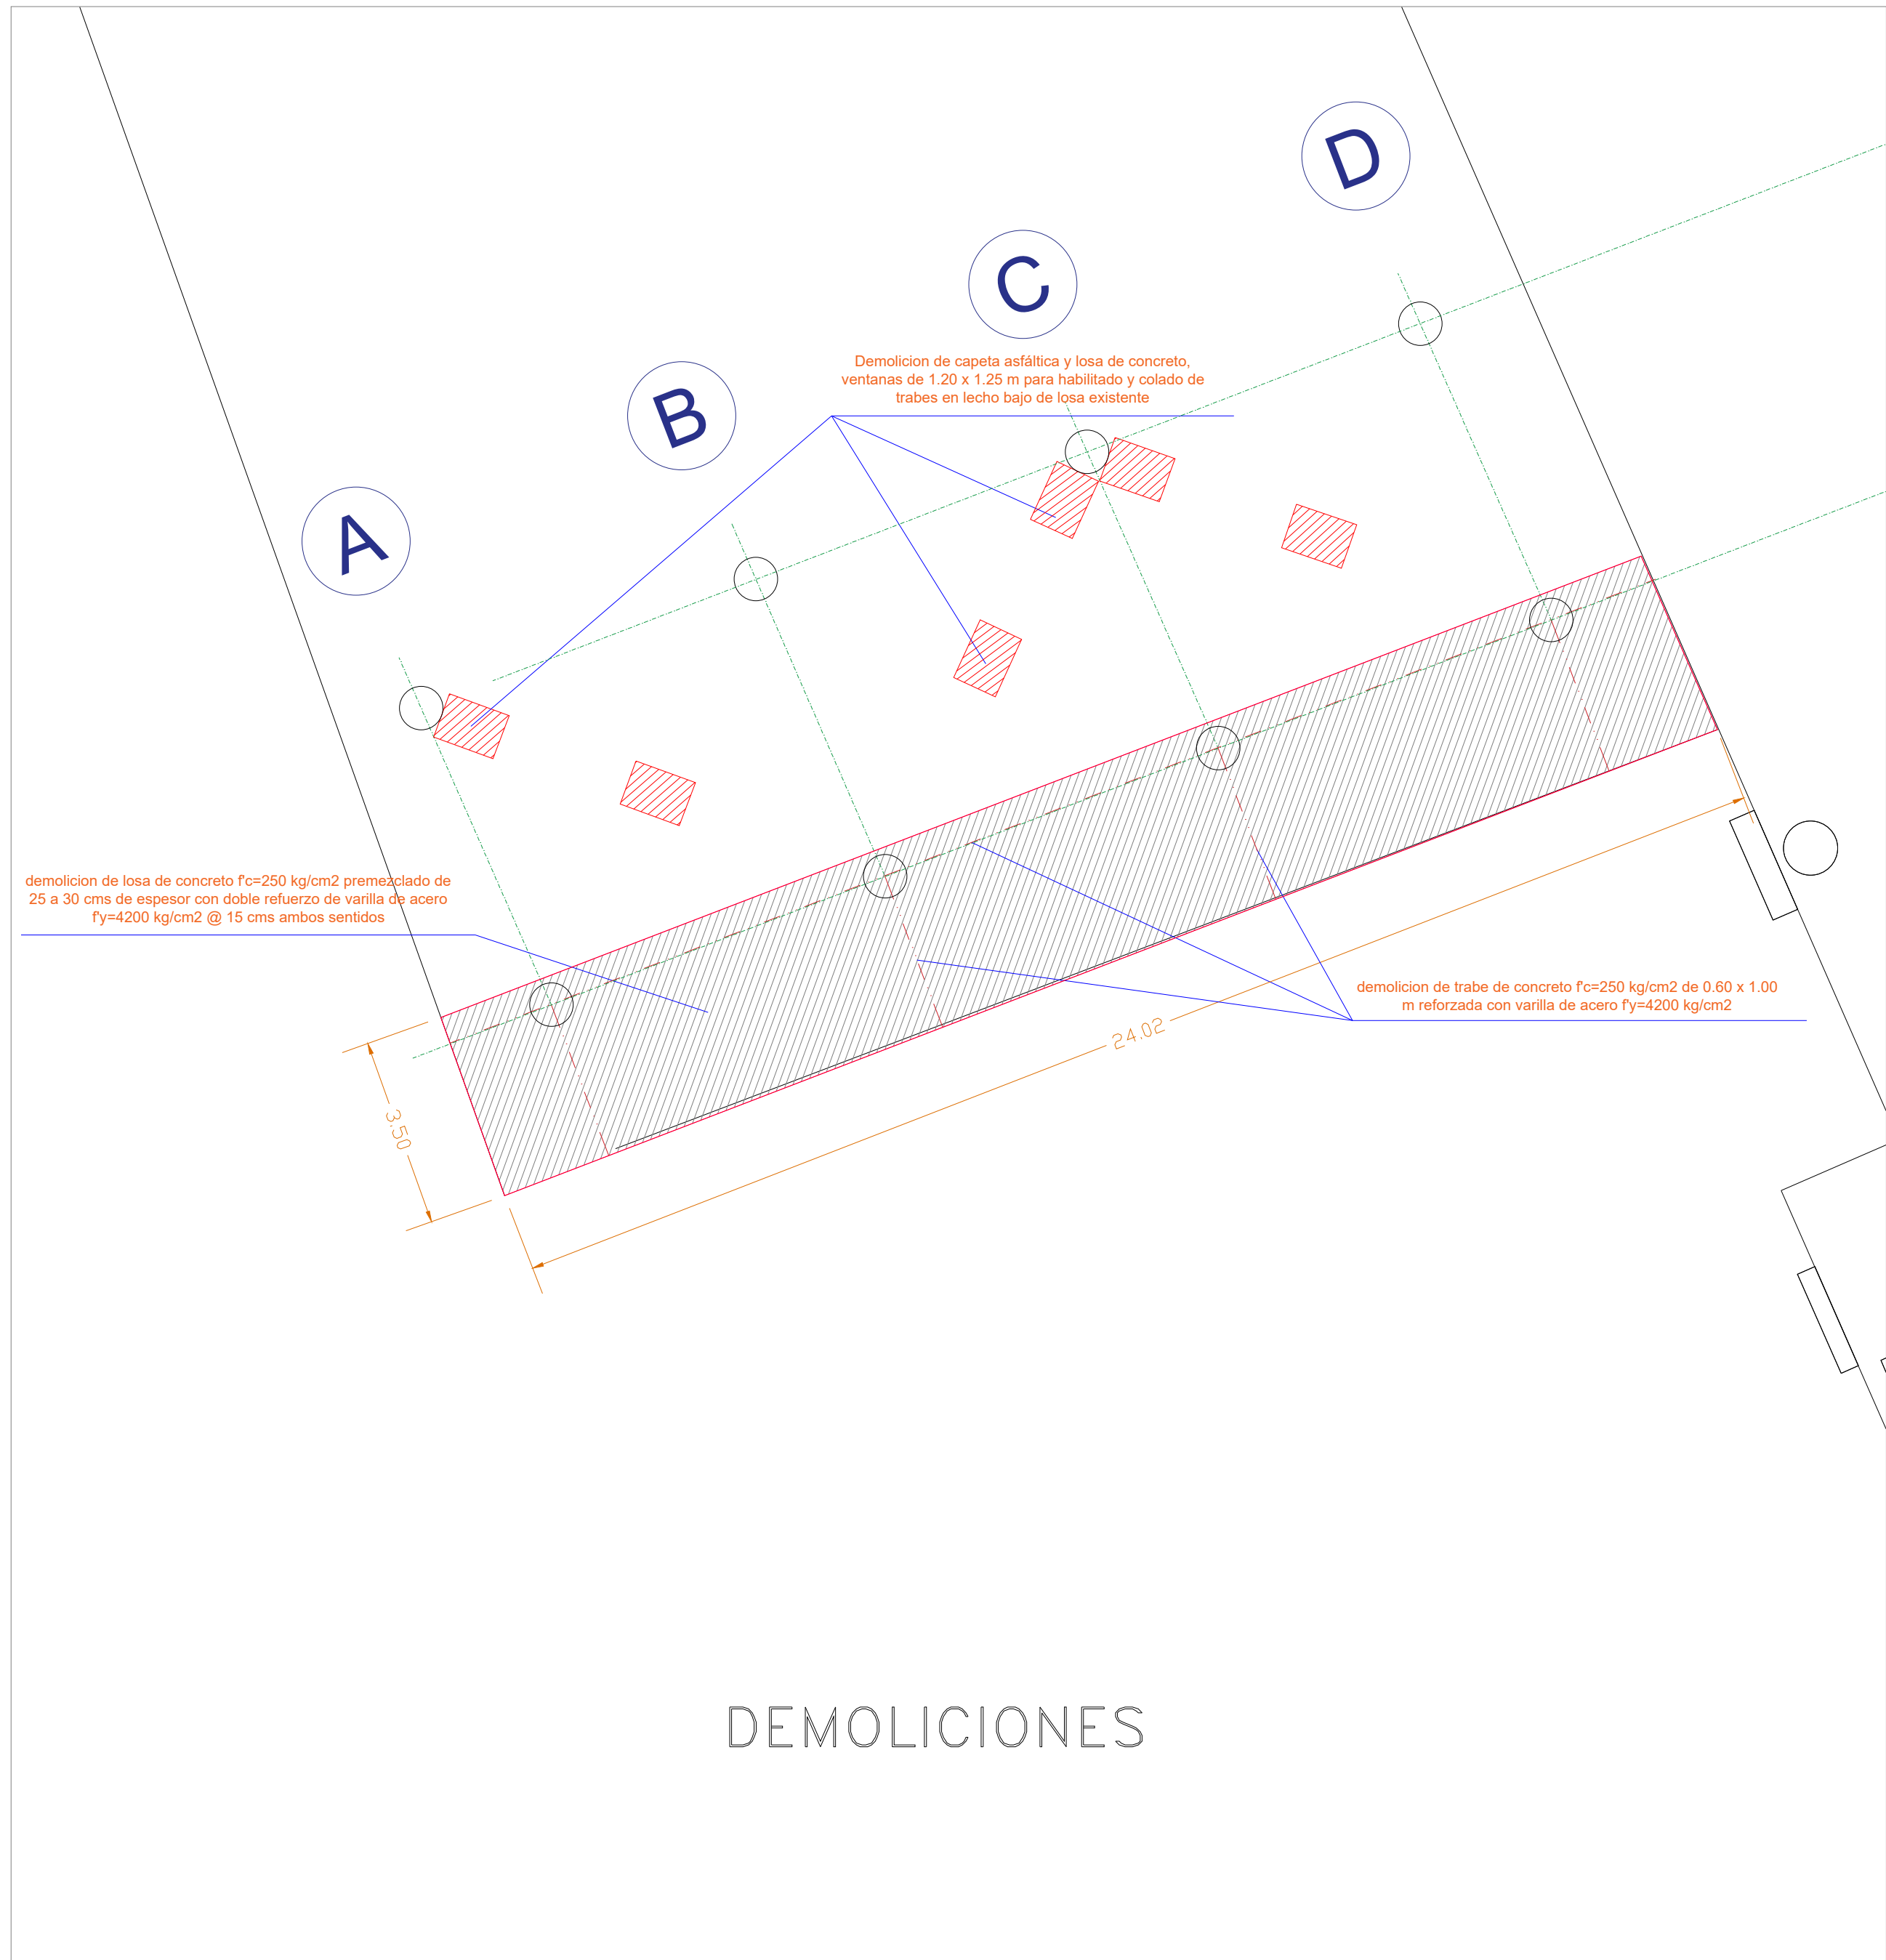 D
C
Demolicion de capeta asfáltica y losa de concreto,
ventanas de 1.20 x 1.25 m para habilitado y colado de
trabes en lecho bajo de losa existente
B
A
demolicion de losa de concreto f'c=250 kg/cm2 premezclado de
25 a 30 cms de espesor con doble refuerzo de varilla de acero
f'y=4200 kg/cm2 @ 15 cms ambos sentidos
demolicion de trabe de concreto f'c=250 kg/cm2 de 0.60 x 1.00
m reforzada con varilla de acero f'y=4200 kg/cm2
24.02
3.50
DEMOLICIONES